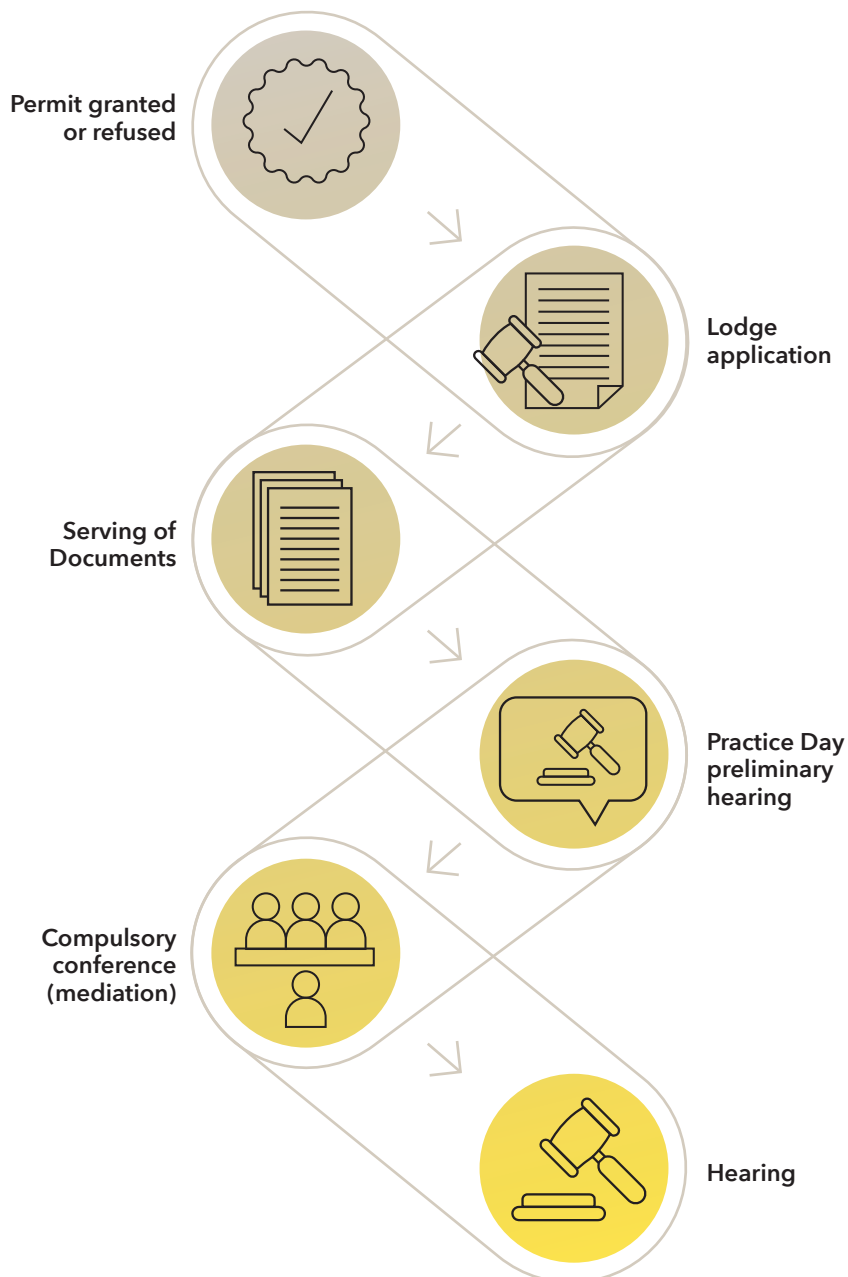 Permit granted
or refused
Lodge
application
Serving of
Documents
Practice Day
preliminary
hearing
Compulsory
conference
(mediation)
Hearing